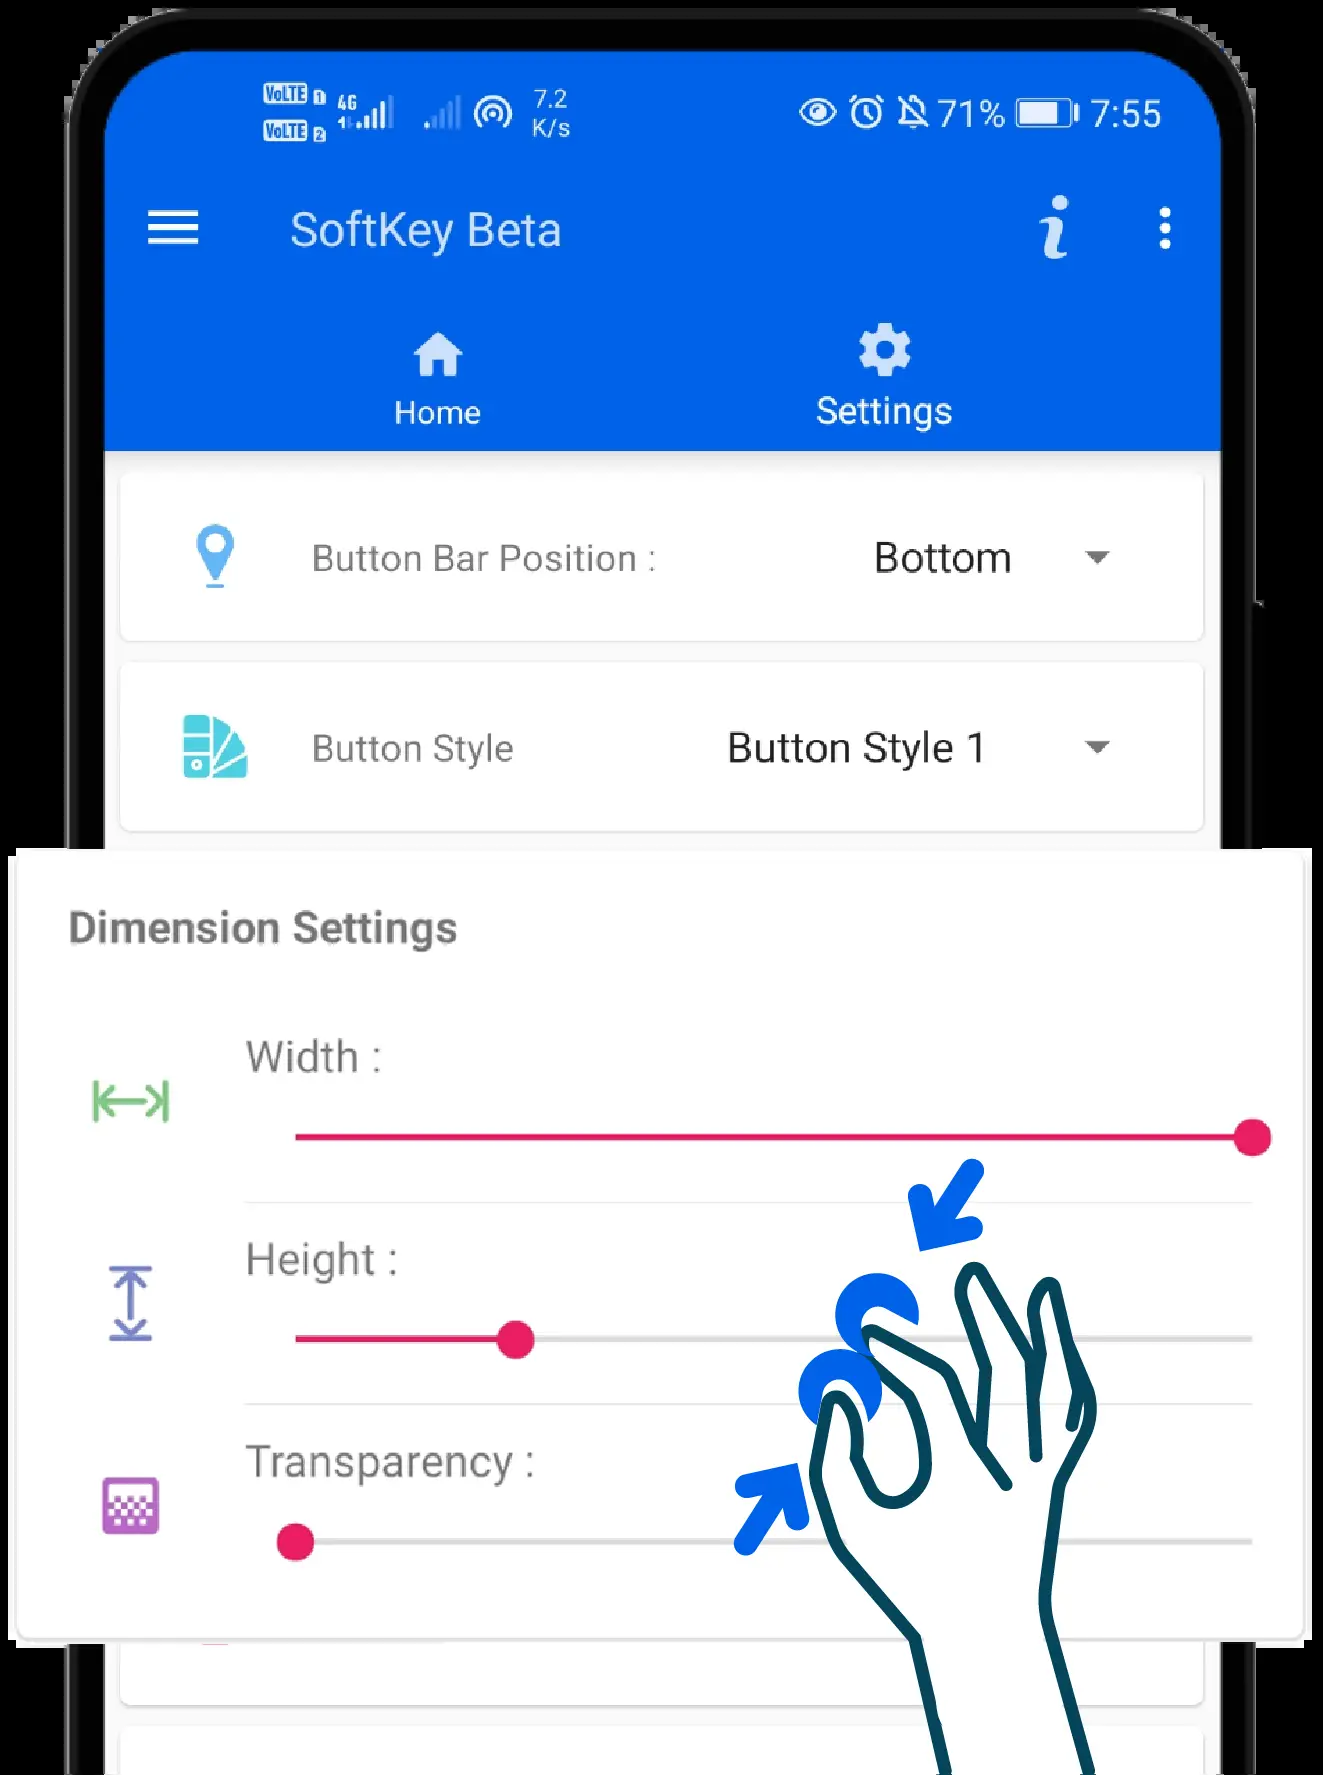 VoLTE 1 4G 7.2
VoLTE 2 K/s 71% 7:55
SoftKey Beta
Home Settings
Button Bar Position : Bottom
Button Style Button Style 1
Dimension Settings
Width :
Height :
Transparency :